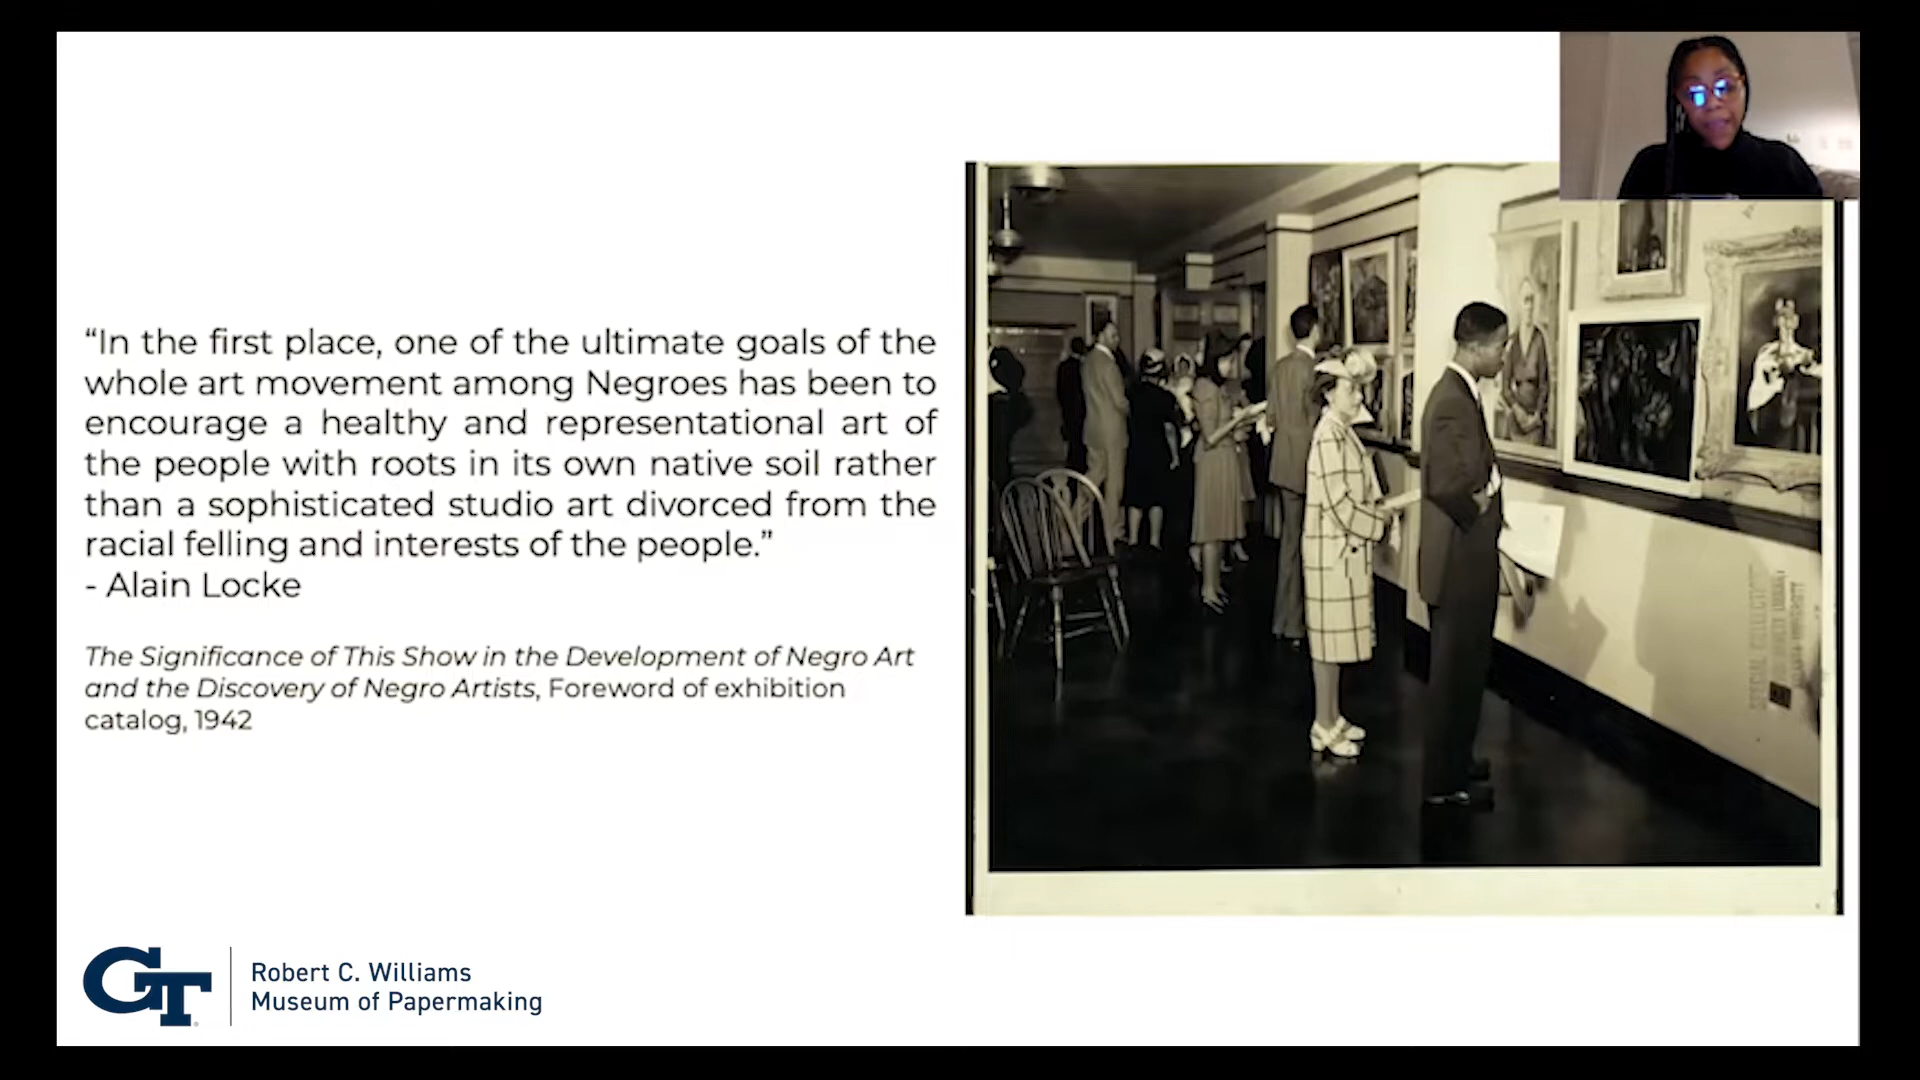 “In the first place, one of the ultimate goals of the
whole art movement among Negroes has been to
encourage a healthy and representational art of
the people with roots in its own native soil rather
than a sophisticated studio art divorced from the
racial felling and interests of the people.”
- Alain Locke
The Significance of This Show in the Development of Negro Art
and the Discovery of Negro Artists, Foreword of exhibition
catalog, 1942
GT
Robert C. Williams
Museum of Papermaking